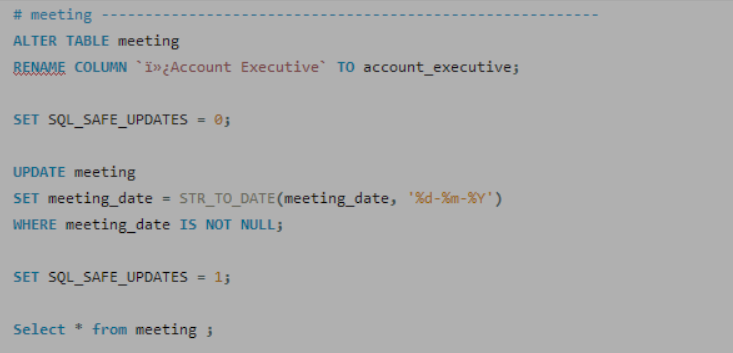 # meeting ---------------------------------------------------------
ALTER TABLE meeting
RENAME COLUMN `ï»¿Account Executive` TO account_executive;
SET SQL_SAFE_UPDATES = 0;
UPDATE meeting
SET meeting_date = STR_TO_DATE(meeting_date, '%d-%m-%Y')
WHERE meeting_date IS NOT NULL;
SET SQL_SAFE_UPDATES = 1;
Select * from meeting ;